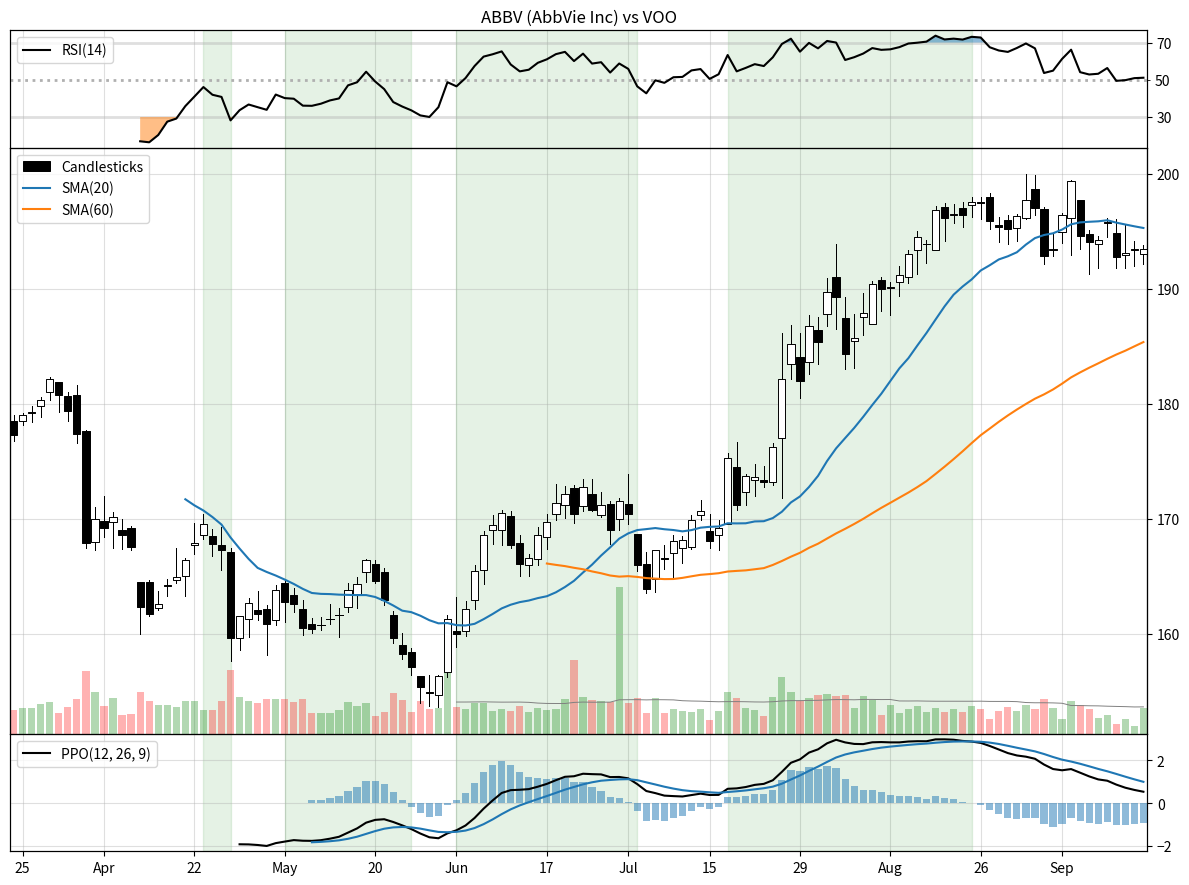 ABBV (AbbVie Inc) vs VOO
RSI(14)
70
50
30
Candlesticks
SMA(20)
SMA(60)
200
190
180
170
160
PPO(12, 26, 9)
2
0
−2
25 Apr 22 May 20 Jun 17 Jul 15 29 Aug 26 Sep